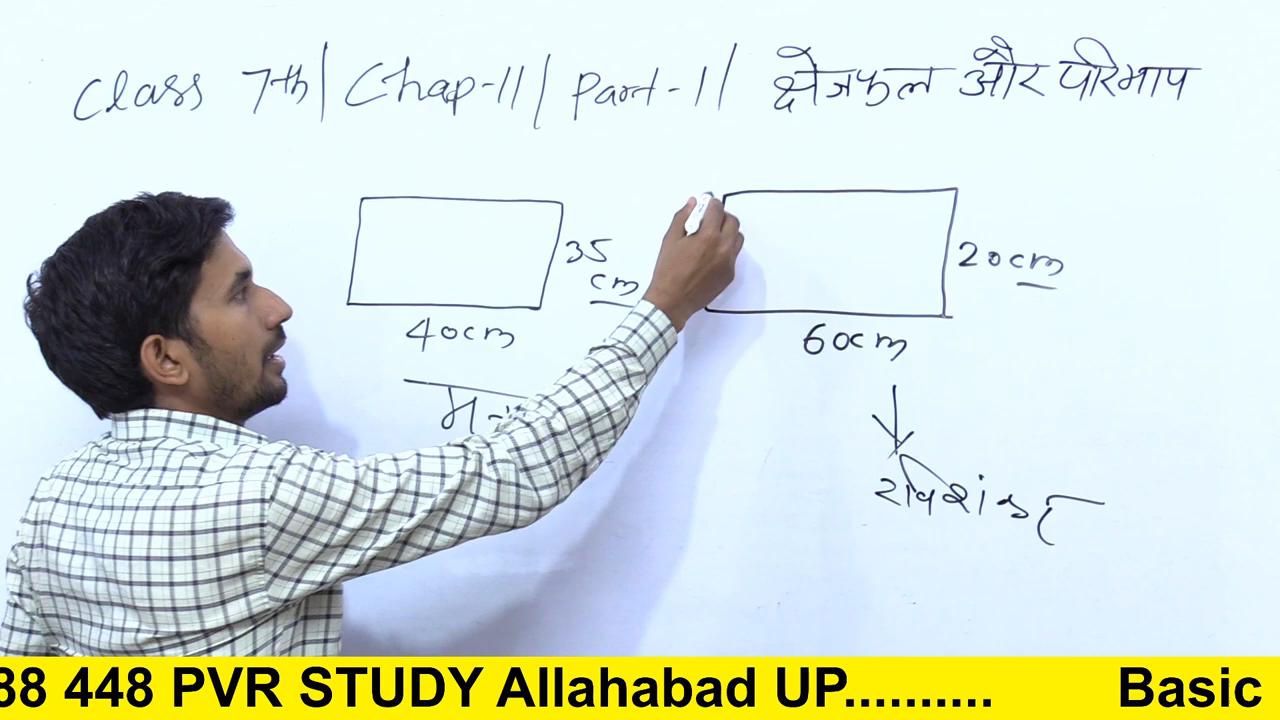 Class 7th | Chap-11 | Part-1 | क्षेत्रफल और परिमाप
35
cm
40cm
20cm
60cm
रविशंकर
88 448 PVR STUDY Allahabad UP.......... Basic